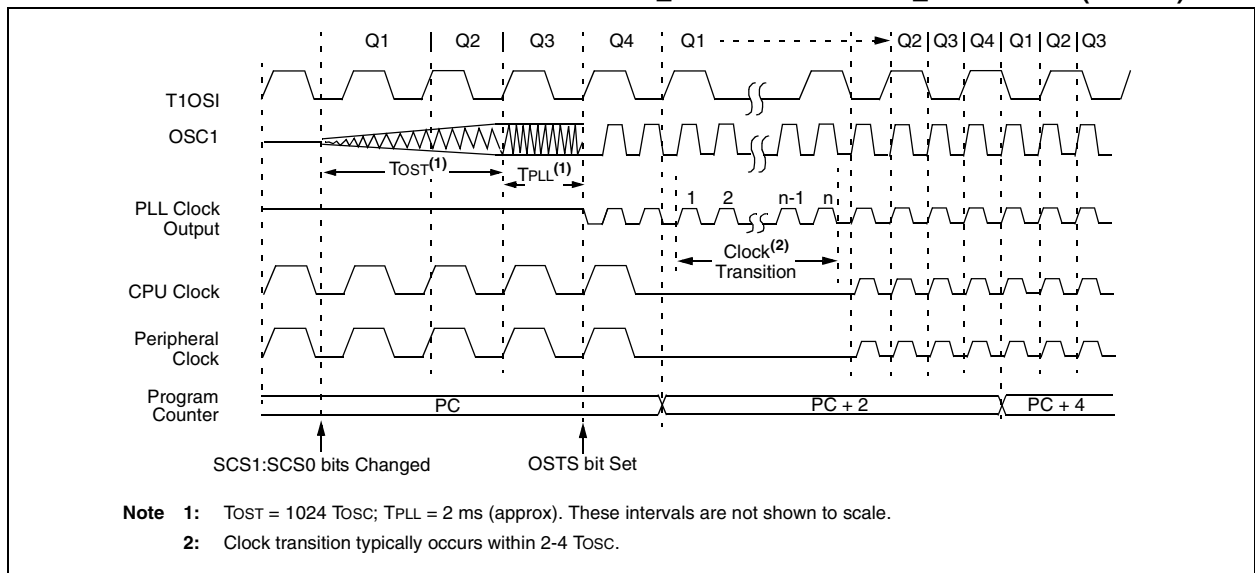 Q1 Q2 Q3 Q4 Q1 Q2 Q3 Q4 Q1 Q2 Q3
T1OSI
OSC1
TOST(1)
TPLL(1)
PLL Clock
Output
1 2 n-1 n
Clock(2)
Transition
CPU Clock
Peripheral
Clock
Program
Counter
PC PC + 2 PC + 4
SCS1:SCS0 bits Changed
OSTS bit Set
Note 1: TOST = 1024 TOSC; TPLL = 2 ms (approx). These intervals are not shown to scale.
2: Clock transition typically occurs within 2-4 TOSC.